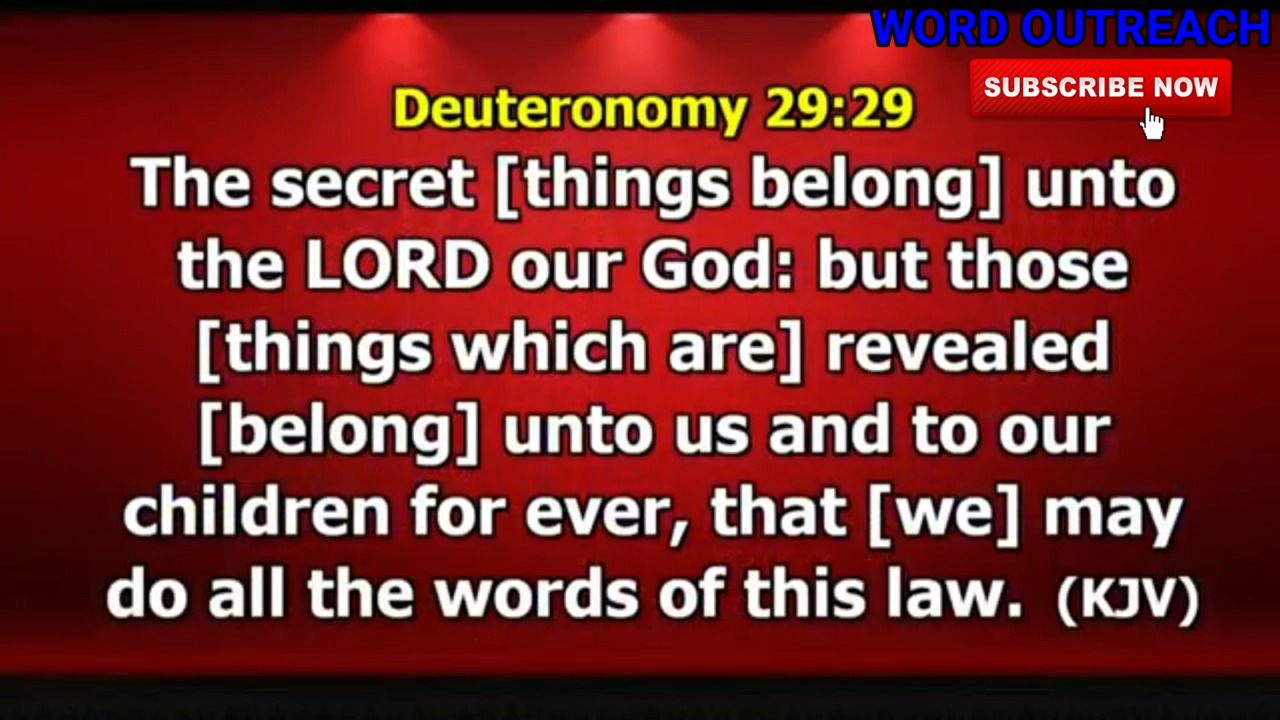 WORD OUTREACH
SUBSCRIBE NOW
Deuteronomy 29:29
The secret [things belong] unto
the LORD our God: but those
[things which are] revealed
[belong] unto us and to our
children for ever, that [we] may
do all the words of this law. (KJV)